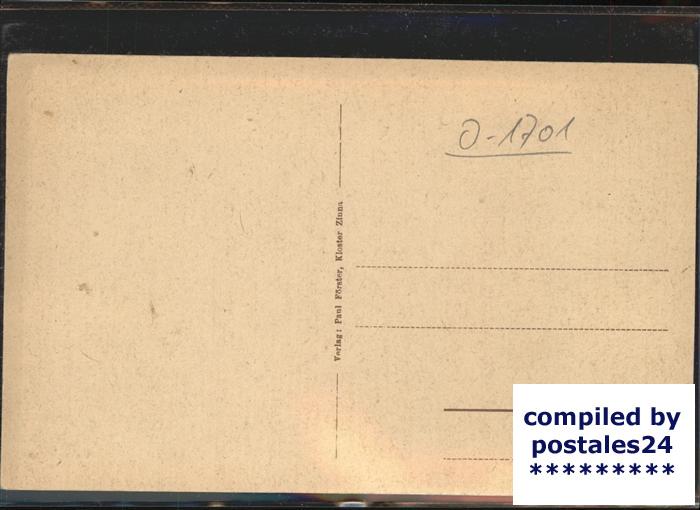 O-1701
Verlag: Paul Förster, Kloster Zinna
compiled by
postales24
*********